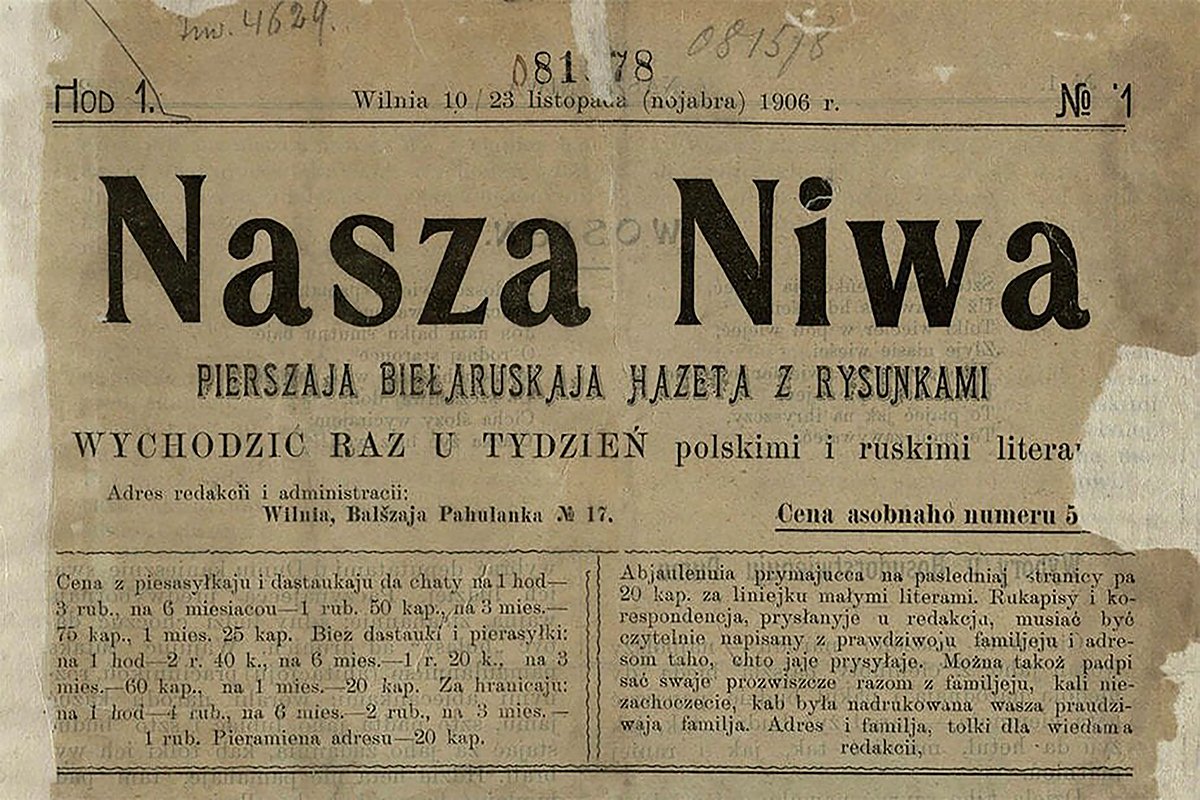 Inw. 4629.
081578
081578
Hod 1.
Wilnia 10/23 listopada (nojabra) 1906 r.
№ 1
Nasza Niwa
PIERSZAJA BIEŁARUSKAJA HAZETA Z RYSUNKAMI
WYCHODZIĆ RAZ U TYDZIEŃ polskimi i ruskimi litera
Adres redakcii i administracii:
Wilnia, Balšzaja Pahulanka № 17.
Cena asobnaho numeru 5
Cena z piesasyłkaju i dastaukaju da chaty na 1 hod—
3 rub., na 6 miesiacou—1 rub. 50 kap., na 3 mies.—
75 kap., 1 mies. 25 kap. Biez dastauki i pierasyłki:
na 1 hod—2 r. 40 k., na 6 mies.—1 r. 20 k., na 3
mies.—60 kap., na 1 mies.—20 kap. Za hranicaju:
na 1 hod—4 rub., na 6 mies.—2 rub., na 3 mies.—
1 rub. Pieramiena adresu—20 kap.
Abjaulennia prymajucca na pasledniaj stranicy pa
20 kap. za liniejku małymi literami. Rukapisy i ko-
respondencja, prysłanyje u redakcju, musiać być
czytelnie napisany z prawdziwoju familjeju i adre-
som taho, chto jaje prysyłaje. Można takoż padpi
sać swaje prozwiszcze razom z familjeju, kali nie-
zachoczecie, kab była nadrukowana wasza praudzi-
waja familja. Adres i familja, tolki dla wiedama
redakcii,